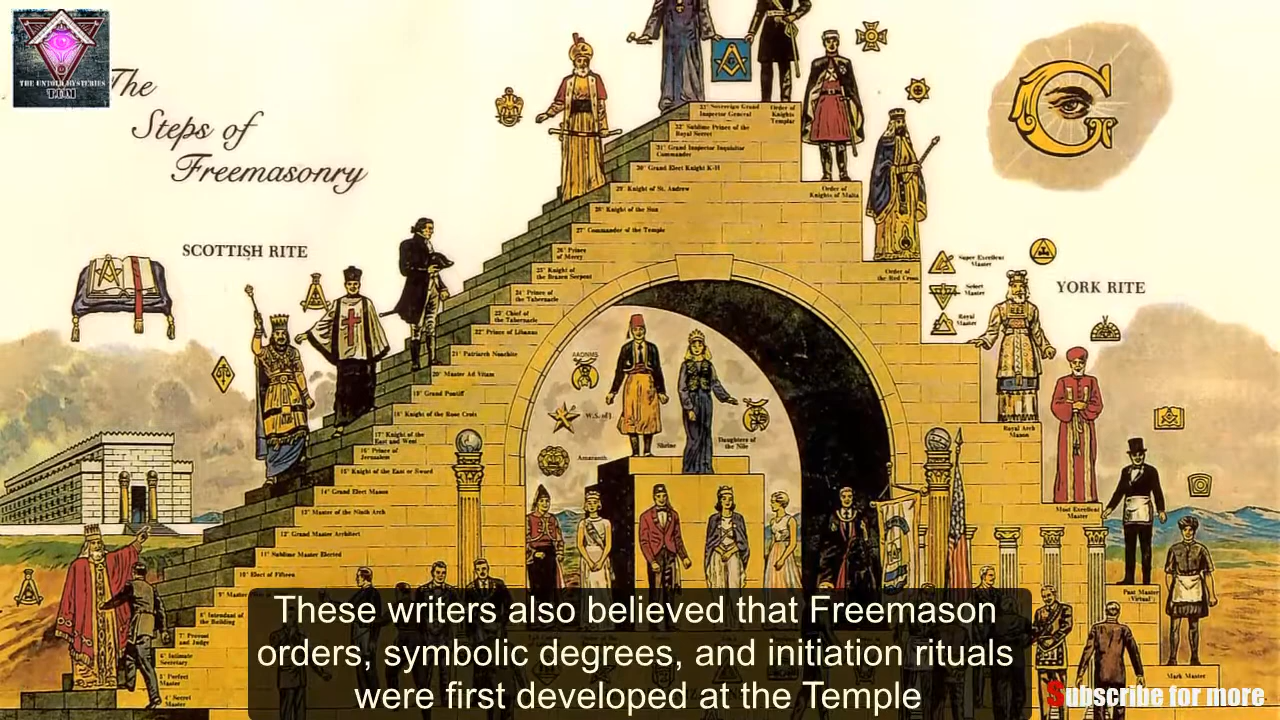 THE UNTOLD MYSTERIES
The
Steps of
Freemasonry
SCOTTISH RITE
YORK RITE
G
33° Sovereign Grand
Inspector General
Order of
Knights
Templar
32° Sublime Prince of the
Royal Secret
31° Grand Inspector Inquisitor
Commander
30° Grand Elect Knight K-H
29° Knight of St. Andrew
28° Knight of the Sun
27° Commander of the Temple
26° Prince
of Mercy
25° Knight of
the Brazen Serpent
24° Prince of
the Tabernacle
23° Chief of
the Tabernacle
22° Prince of Libanus
21° Patriarch Noachite
20° Master Ad Vitam
19° Grand Pontiff
18° Knight of the Rose Croix
17° Knight of the
East and West
16° Prince of
Jerusalem
15° Knight of the East or Sword
14° Grand Elect Mason
13° Master of the Ninth Arch
12° Grand Master Architect
11° Sublime Master Elected
10° Elect of Fifteen
9° Master
8° Intendant of
the Building
7° Provost
and Judge
6° Intimate
Secretary
5° Perfect
Master
4° Secret
Master
Order of
Knights of Malta
Order of
the Red Cross
Super Excellent
Master
Select
Master
Royal
Master
Royal Arch
Mason
Most Excellent
Master
Past Master
(Virtual)
Mark Master
AAONMS
W.S. of J.
Amaranth
Shrine
Daughters of
the Nile
These writers also believed that Freemason
orders, symbolic degrees, and initiation rituals
were first developed at the Temple
Subscribe for more